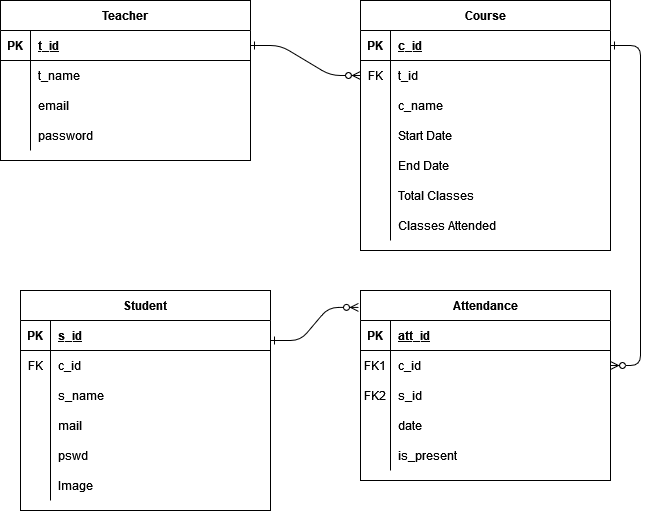 Teacher
PK t_id
t_name
email
password
Course
PK c_id
FK t_id
c_name
Start Date
End Date
Total Classes
Classes Attended
Student
PK s_id
FK c_id
s_name
mail
pswd
Image
Attendance
PK att_id
FK1 c_id
FK2 s_id
date
is_present